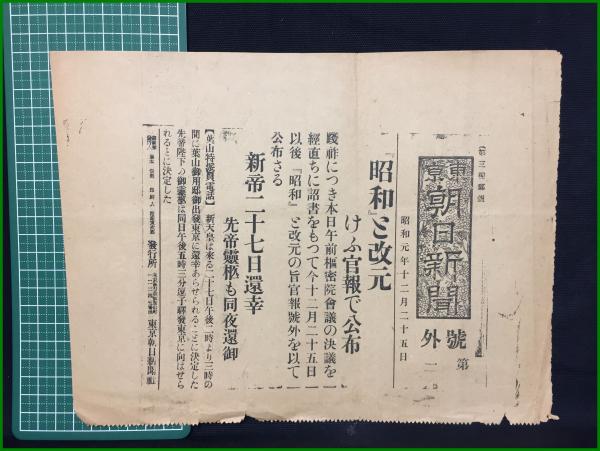 東京
朝日新聞
號外
第二
昭和元年十二月二十五日
『昭和』と改元
けふ官報で公布
踐祚につき本日午前樞密院會議の決議を
經直ちに詔書をもつて今十二月二十五日
以後『昭和』と改元の旨官報號外を以て
公布さる
新帝二十七日還幸
先帝靈柩も同夜還御
【葉山特設電話】新天皇は來る二十七日午後二時より三時の
間に葉山御用邸御出發東京に還幸あらせられることに決定した
先帝陛下の御靈柩は同日午後五時三分逗子驛發東京に向はせら
れることに決定した
發行所
東京朝日新聞社